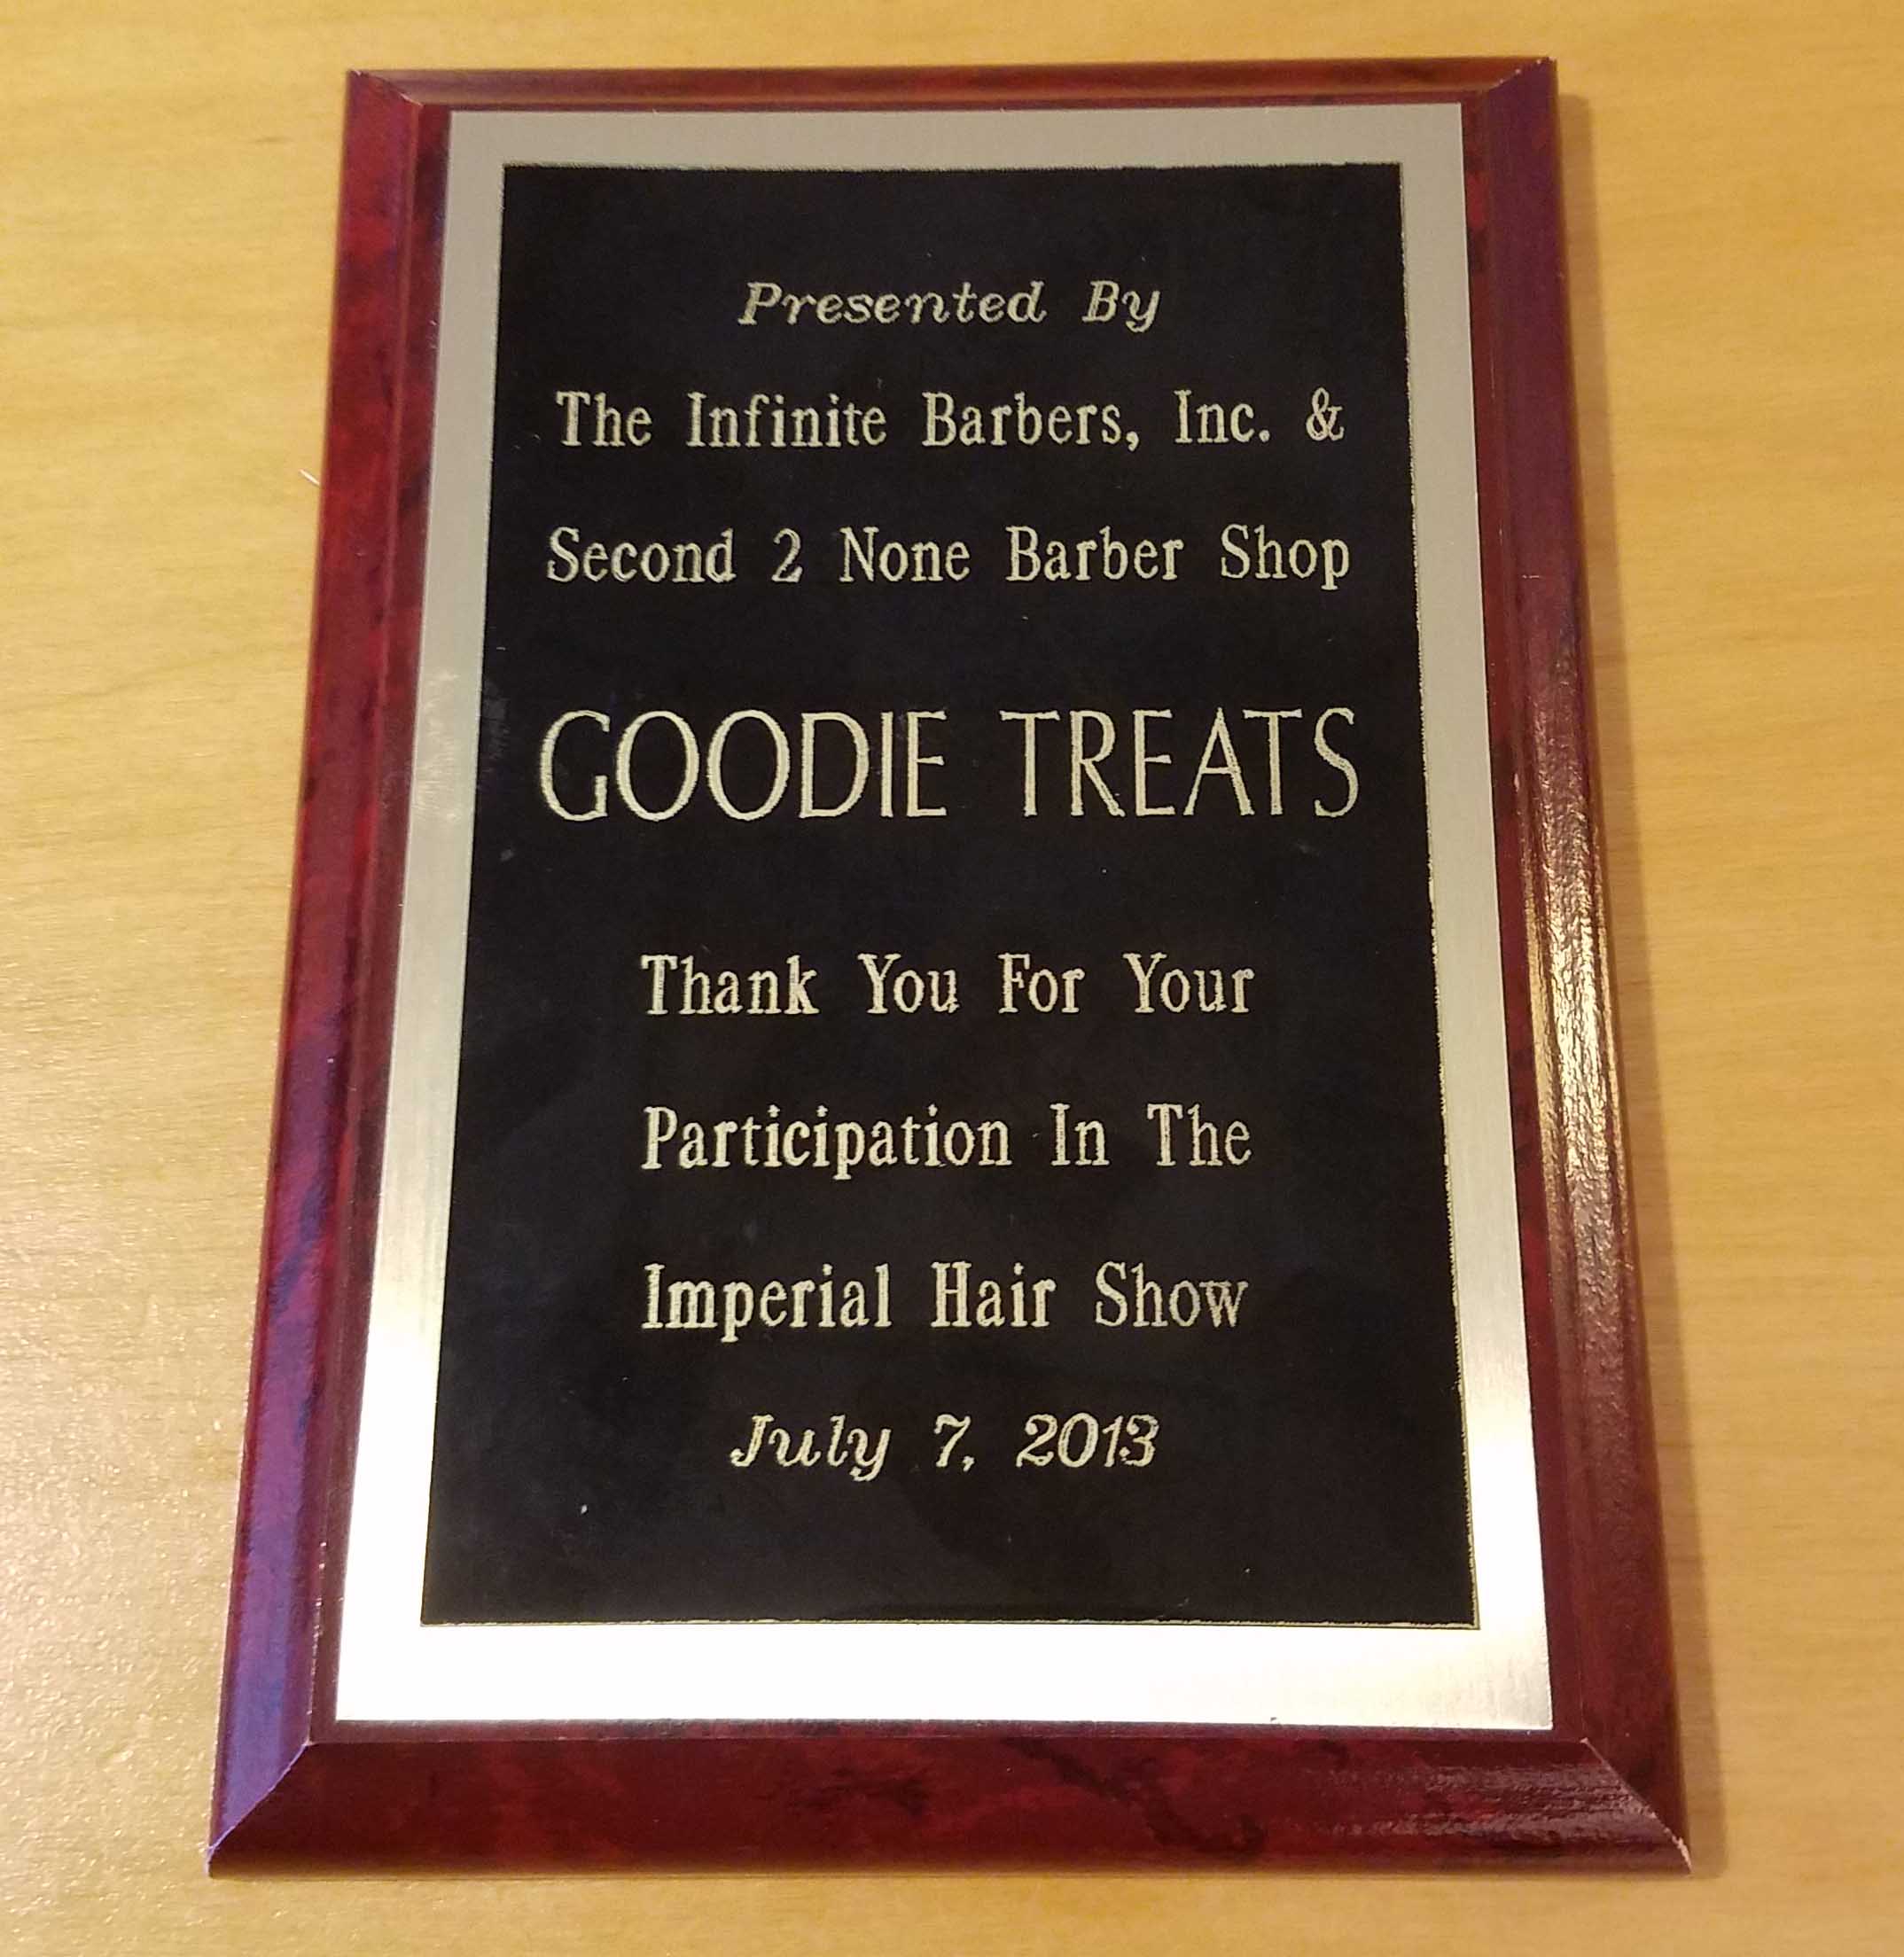 Presented By
The Infinite Barbers, Inc. &
Second 2 None Barber Shop
GOODIE TREATS
Thank You For Your
Participation In The
Imperial Hair Show
July 7, 2013